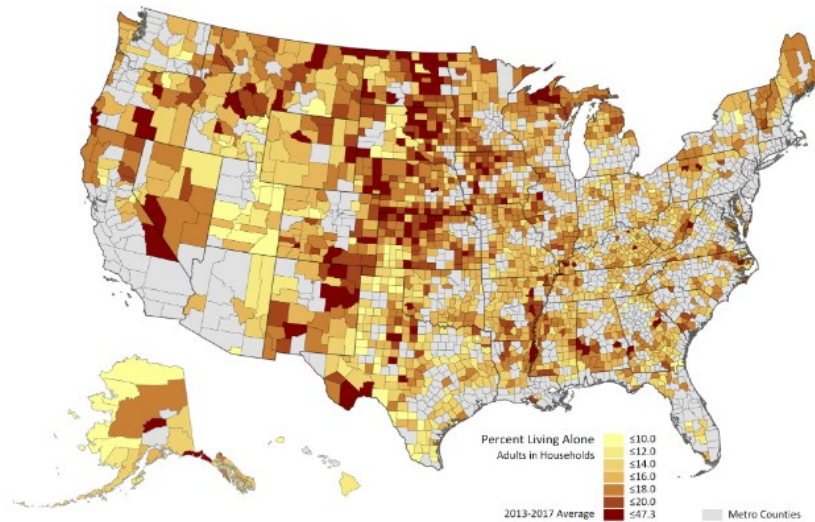 Percent Living Alone
Adults in Households
2013-2017 Average
≤10.0
≤12.0
≤14.0
≤16.0
≤18.0
≤20.0
≤47.3
Metro Counties